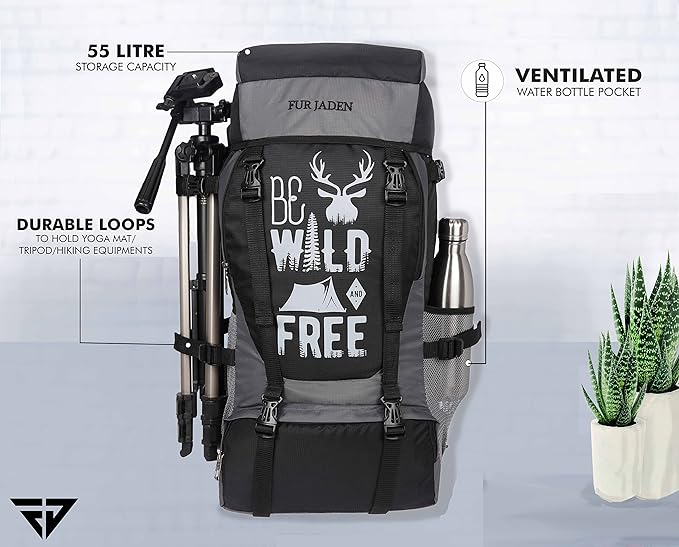 55 LITRE
STORAGE CAPACITY
VENTILATED
WATER BOTTLE POCKET
FUR JADEN
BE
WILD
AND
FREE
DURABLE LOOPS
TO HOLD YOGA MAT/
TRIPOD/HIKING EQUIPMENTS